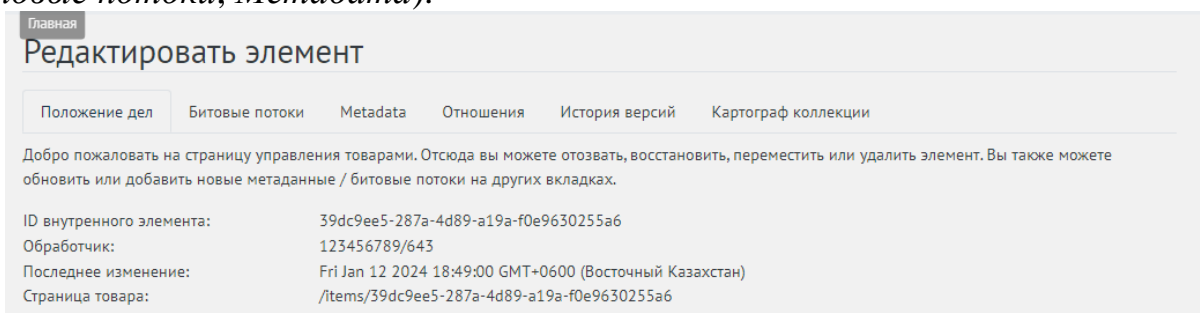 Главная
Редактировать элемент
Положение дел Битовые потоки Metadata Отношения История версий Картограф коллекции
Добро пожаловать на страницу управления товарами. Отсюда вы можете отозвать, восстановить, переместить или удалить элемент. Вы также можете
обновить или добавить новые метаданные / битовые потоки на других вкладках.
ID внутренного элемента: 39dc9ee5-287a-4d89-a19a-f0e9630255a6
Обработчик: 123456789/643
Последнее изменение: Fri Jan 12 2024 18:49:00 GMT+0600 (Восточный Казахстан)
Страница товара: /items/39dc9ee5-287a-4d89-a19a-f0e9630255a6